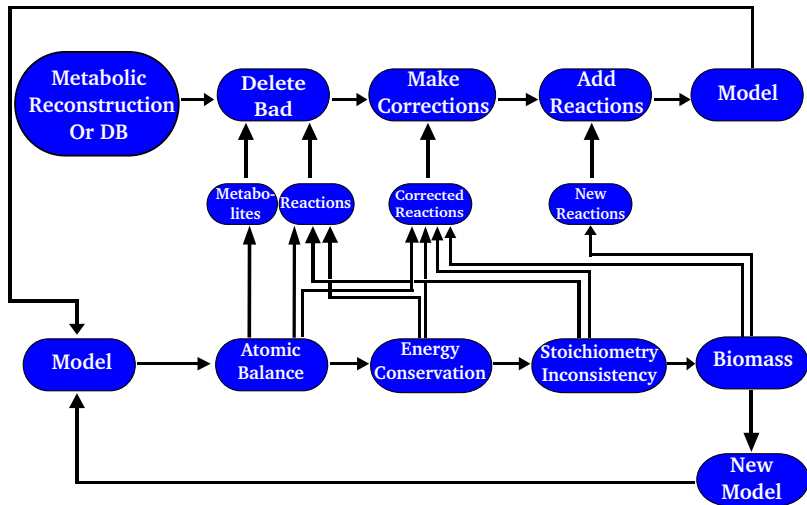 Metabolic
Reconstruction
Or DB
Delete
Bad
Make
Corrections
Add
Reactions
Model
Metabo-
lites
Reactions
Corrected
Reactions
New
Reactions
Model
Atomic
Balance
Energy
Conservation
Stoichiometry
Inconsistency
Biomass
New
Model